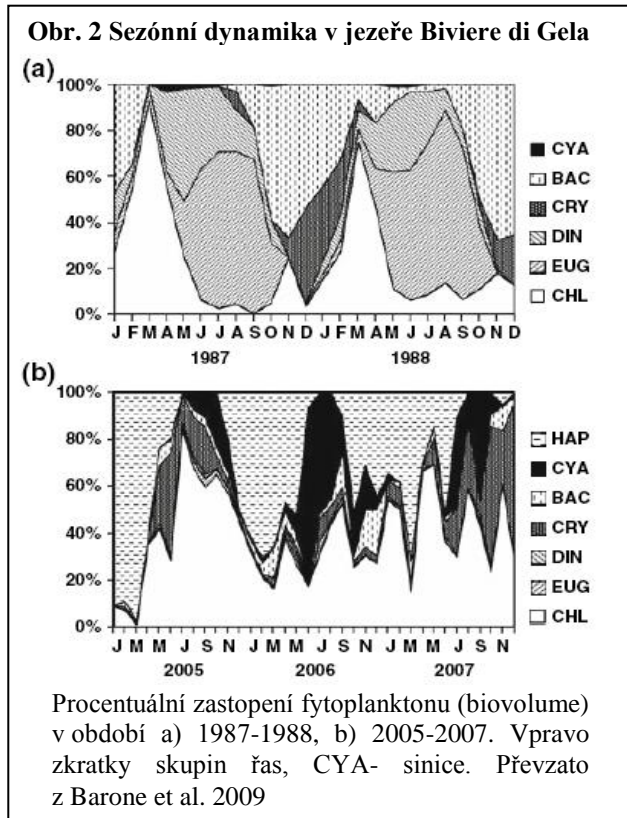 Obr. 2 Sezónní dynamika v jezeře Biviere di Gela
(a)
100%
80%
60%
40%
20%
0%
CYA
BAC
CRY
DIN
EUG
CHL
J F M A M J J A S O N D J F M A M J J A S O N D
1987 1988
(b)
100%
80%
60%
40%
20%
0%
HAP
CYA
BAC
CRY
DIN
EUG
CHL
J M M J S N J M M J S N J M M J S N
2005 2006 2007
Procentuální zastopení fytoplanktonu (biovolume)
v období a) 1987-1988, b) 2005-2007. Vpravo
zkratky skupin řas, CYA- sinice. Převzato
z Barone et al. 2009